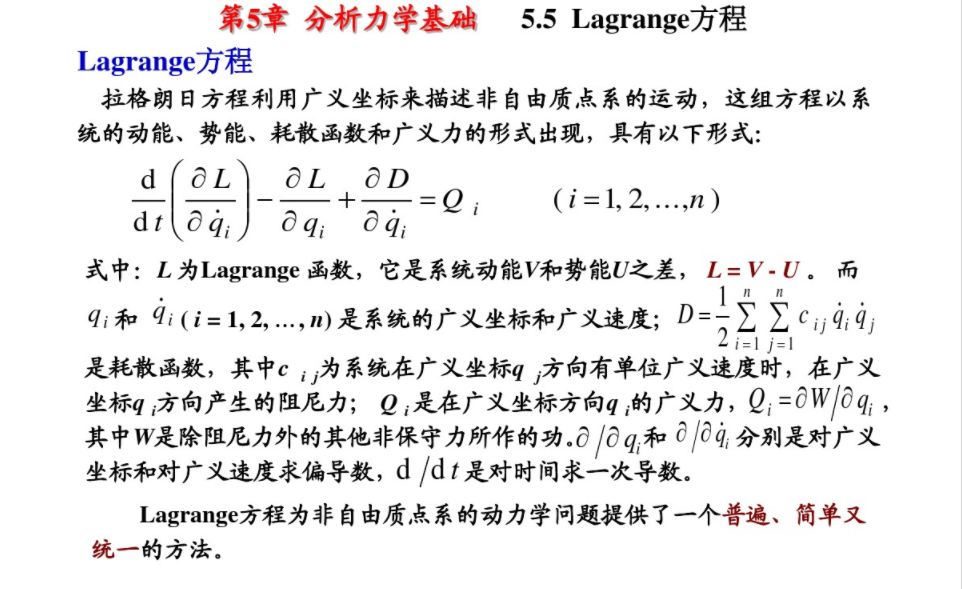 第5章 分析力学基础 5.5 Lagrange方程
Lagrange方程
拉格朗日方程利用广义坐标来描述非自由质点系的运动，这组方程以系
统的动能、势能、耗散函数和广义力的形式出现，具有以下形式：
$\frac{\mathrm{d}}{\mathrm{d}t}\left(\frac{\partial L}{\partial \dot{q}_i}\right)-\frac{\partial L}{\partial q_i}+\frac{\partial D}{\partial \dot{q}_i}=Q_i \quad (i=1,2,\ldots,n)$
式中：L 为Lagrange 函数，它是系统动能V和势能U之差， L = V - U 。 而
$q_i$ 和 $\dot{q}_i$ ( i = 1, 2, …, n) 是系统的广义坐标和广义速度； $D=\frac{1}{2}\sum_{i=1}^{n}\sum_{j=1}^{n}c_{ij}\dot{q}_i\dot{q}_j$
是耗散函数，其中$c_{ij}$为系统在广义坐标$q_j$方向有单位广义速度时，在广义
坐标$q_i$方向产生的阻尼力； $Q_i$是在广义坐标方向$q_i$的广义力，$Q_i=\partial W/\partial q_i$ ，
其中W是除阻尼力外的其他非保守力所作的功。$\partial/\partial q_i$和 $\partial/\partial \dot{q}_i$ 分别是对广义
坐标和对广义速度求偏导数，d /d t 是对时间求一次导数。
Lagrange方程为非自由质点系的动力学问题提供了一个普遍、简单又
统一的方法。